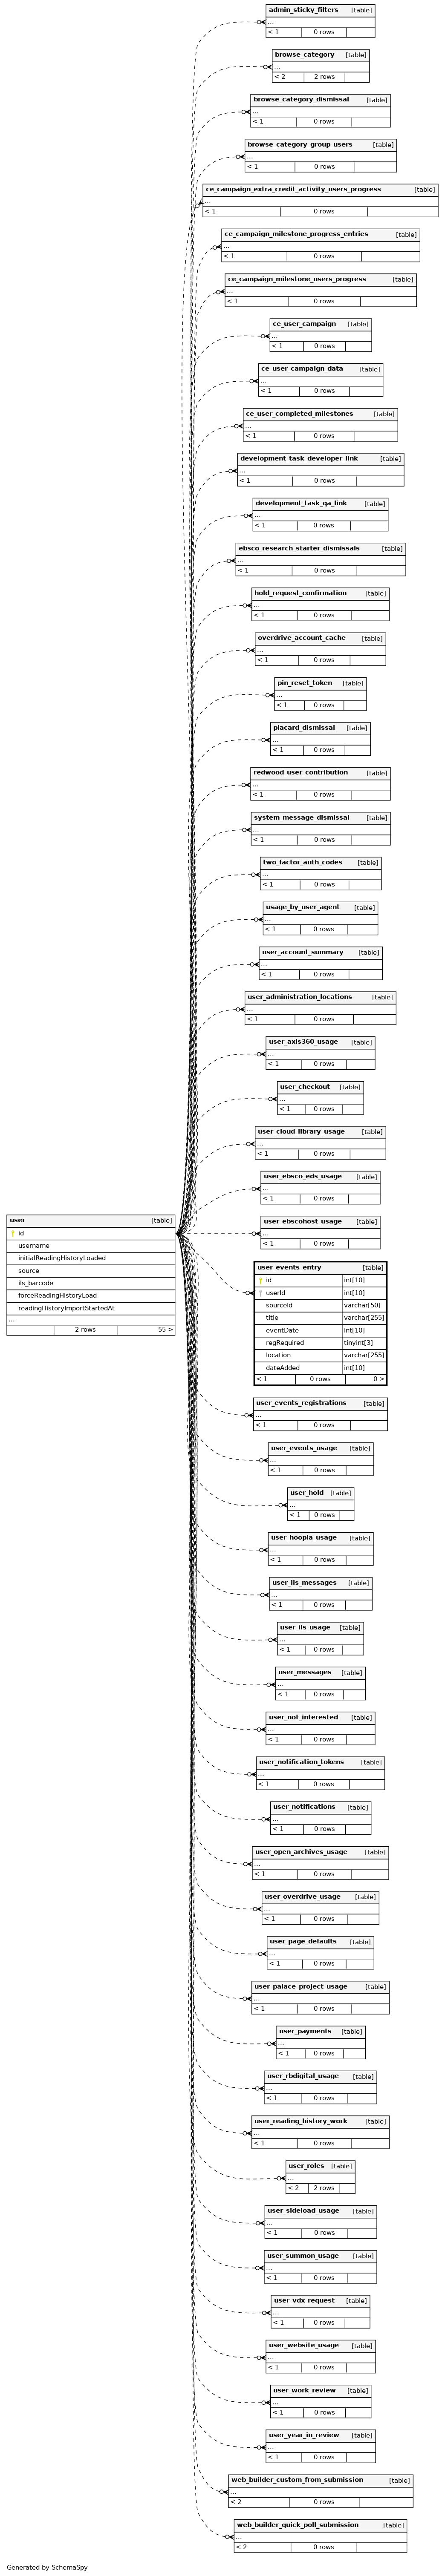 admin_sticky_filters [table]
...
< 1 0 rows
browse_category [table]
...
< 2 2 rows
browse_category_dismissal [table]
...
< 1 0 rows
browse_category_group_users [table]
...
< 1 0 rows
ce_campaign_extra_credit_activity_users_progress [table]
...
< 1 0 rows
ce_campaign_milestone_progress_entries [table]
...
< 1 0 rows
ce_campaign_milestone_users_progress [table]
...
< 1 0 rows
ce_user_campaign [table]
...
< 1 0 rows
ce_user_campaign_data [table]
...
< 1 0 rows
ce_user_completed_milestones [table]
...
< 1 0 rows
development_task_developer_link [table]
...
< 1 0 rows
development_task_qa_link [table]
...
< 1 0 rows
ebsco_research_starter_dismissals [table]
...
< 1 0 rows
hold_request_confirmation [table]
...
< 1 0 rows
overdrive_account_cache [table]
...
< 1 0 rows
pin_reset_token [table]
...
< 1 0 rows
placard_dismissal [table]
...
< 1 0 rows
redwood_user_contribution [table]
...
< 1 0 rows
system_message_dismissal [table]
...
< 1 0 rows
two_factor_auth_codes [table]
...
< 1 0 rows
usage_by_user_agent [table]
...
< 1 0 rows
user_account_summary [table]
...
< 1 0 rows
user_administration_locations [table]
...
< 1 0 rows
user_axis360_usage [table]
...
< 1 0 rows
user_checkout [table]
...
< 1 0 rows
user_cloud_library_usage [table]
...
< 1 0 rows
user_ebsco_eds_usage [table]
...
< 1 0 rows
user_ebscohost_usage [table]
...
< 1 0 rows
user [table]
id
username
initialReadingHistoryLoaded
source
ils_barcode
forceReadingHistoryLoad
readingHistoryImportStartedAt
...
2 rows 55 >
user_events_entry [table]
id int[10]
userId int[10]
sourceId varchar[50]
title varchar[255]
eventDate int[10]
regRequired tinyint[3]
location varchar[255]
dateAdded int[10]
< 1 0 rows 0 >
user_events_registrations [table]
...
< 1 0 rows
user_events_usage [table]
...
< 1 0 rows
user_hold [table]
...
< 1 0 rows
user_hoopla_usage [table]
...
< 1 0 rows
user_ils_messages [table]
...
< 1 0 rows
user_ils_usage [table]
...
< 1 0 rows
user_messages [table]
...
< 1 0 rows
user_not_interested [table]
...
< 1 0 rows
user_notification_tokens [table]
...
< 1 0 rows
user_notifications [table]
...
< 1 0 rows
user_open_archives_usage [table]
...
< 1 0 rows
user_overdrive_usage [table]
...
< 1 0 rows
user_page_defaults [table]
...
< 1 0 rows
user_palace_project_usage [table]
...
< 1 0 rows
user_payments [table]
...
< 1 0 rows
user_rbdigital_usage [table]
...
< 1 0 rows
user_reading_history_work [table]
...
< 1 0 rows
user_roles [table]
...
< 2 2 rows
user_sideload_usage [table]
...
< 1 0 rows
user_summon_usage [table]
...
< 1 0 rows
user_vdx_request [table]
...
< 1 0 rows
user_website_usage [table]
...
< 1 0 rows
user_work_review [table]
...
< 1 0 rows
user_year_in_review [table]
...
< 1 0 rows
web_builder_custom_from_submission [table]
...
< 2 0 rows
web_builder_quick_poll_submission [table]
...
< 2 0 rows
Generated by SchemaSpy